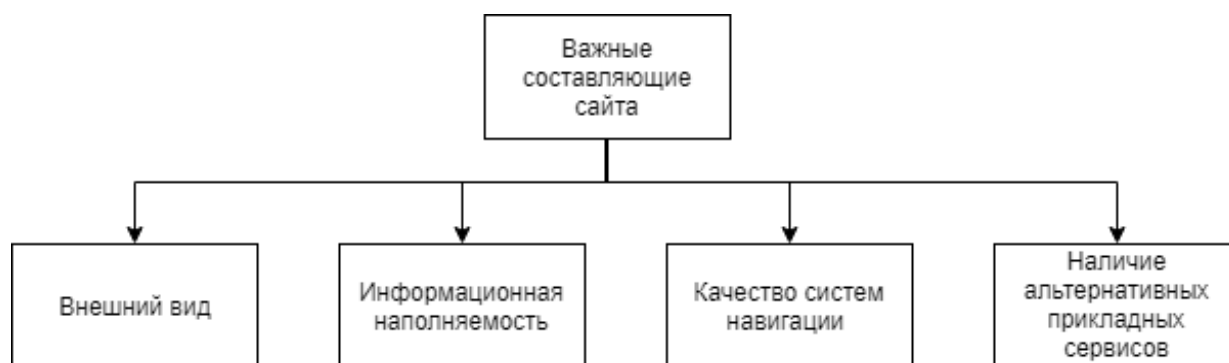 Важные
составляющие
сайта
Внешний вид
Информационная
наполняемость
Качество систем
навигации
Наличие
альтернативных
прикладных
сервисов